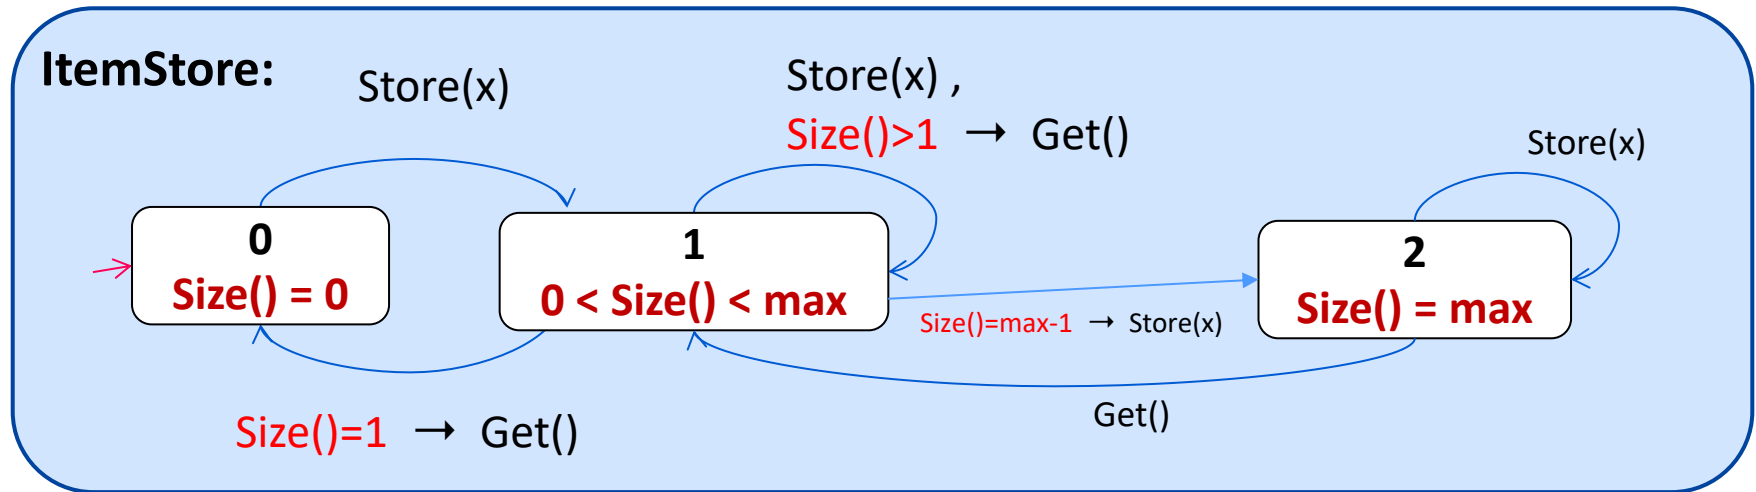 ItemStore:
Store(x)
Store(x) ,
Size()>1 → Get()
Store(x)
0
Size() = 0
1
0 < Size() < max
2
Size() = max
Size()=max-1 → Store(x)
Get()
Size()=1 → Get()